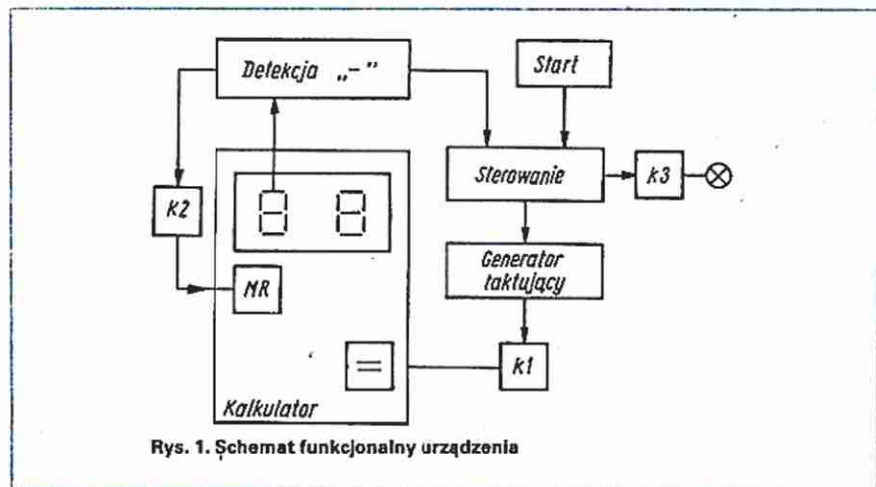 Detekcja „-”
Start
Sterowanie
k3
k2
Generator
taktujący
MR
=
k1
Kalkulator
Rys. 1. Schemat funkcjonalny urządzenia